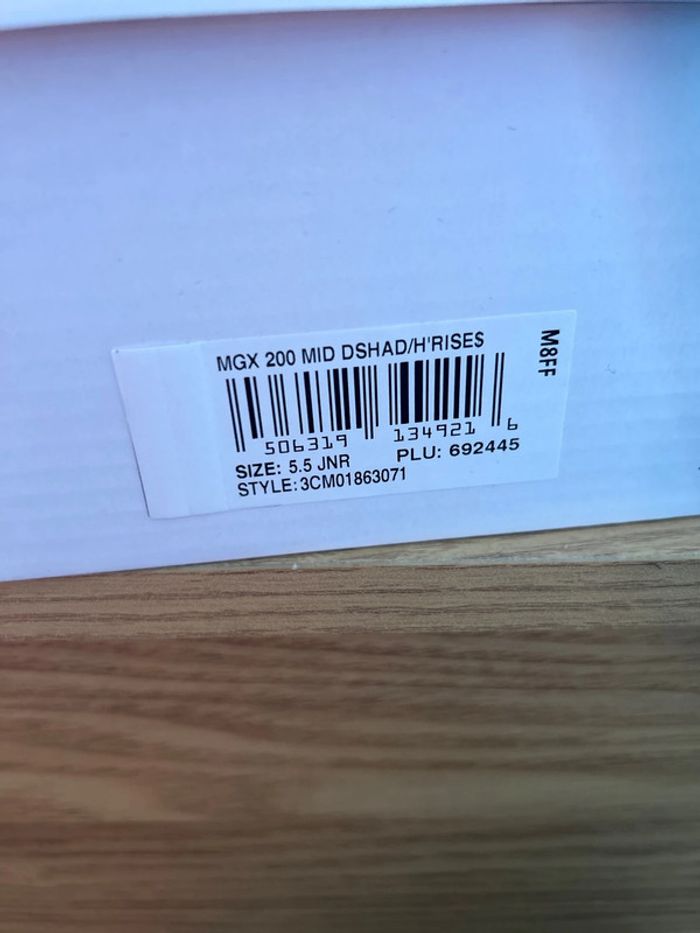 MGX 200 MID DSHAD/H'RISES
M8FF
506319 134921 6
SIZE: 5.5 JNR PLU: 692445
STYLE:3CM01863071